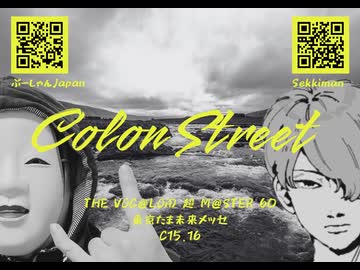 ぷーしゃんJapan
Sekkiman
Colon Street
THE VOC@LOiD 超 M@STER 60
東京たま未来メッセ
C15.16